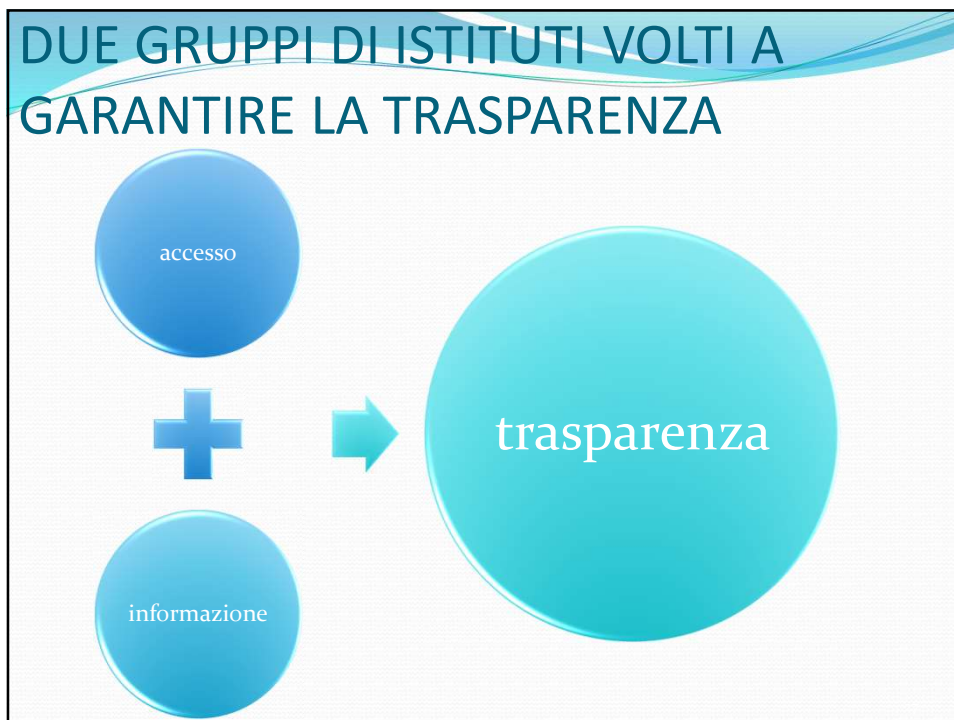 DUE GRUPPI DI ISTITUTI VOLTI A
GARANTIRE LA TRASPARENZA
accesso
trasparenza
informazione